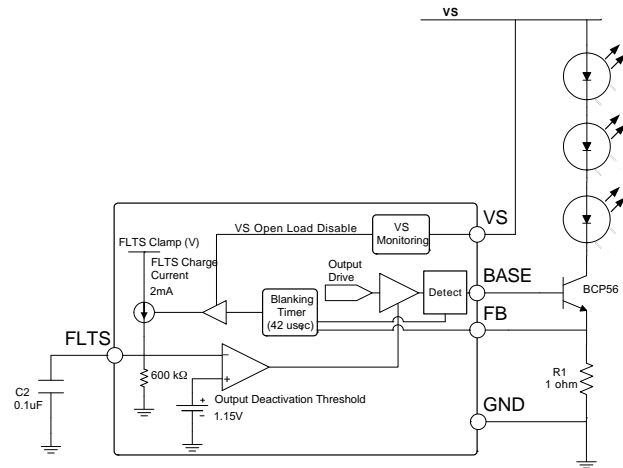 VS
VS
VS Open Load Disable
VS
Monitoring
FLTS Clamp (V)
FLTS Charge
Current
2mA
Output
Drive
BASE
Detect
BCP56
Blanking
Timer
(42 usec)
FB
FLTS
600 kΩ
−
+
R1
1 ohm
C2
0.1uF
+
−
Output Deactivation Threshold
1.15V
GND